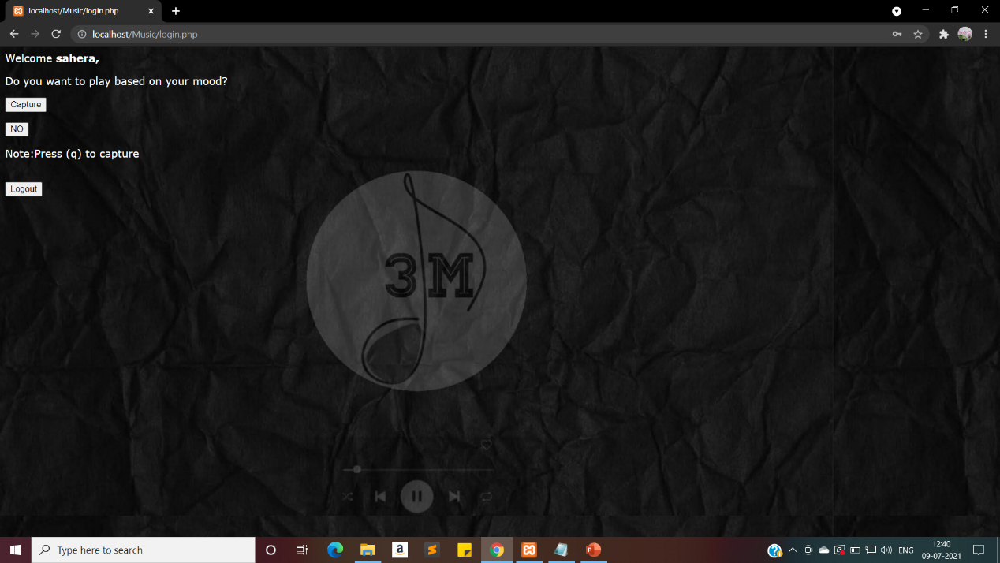 localhost/Music/login.php
localhost/Music/login.php
Welcome sahera,
Do you want to play based on your mood?
Capture
NO
Note:Press (q) to capture
Logout
3 M
Type here to search
ENG
12:40
09-07-2021